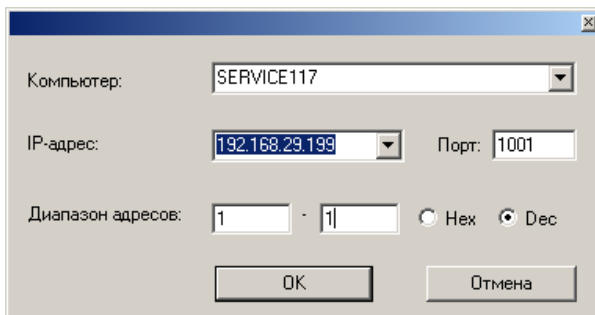 Компьютер: SERVICE117
IP-адрес: 192.168.29.199 Порт: 1001
Диапазон адресов: 1 - 1 Hex Dec
OK Отмена